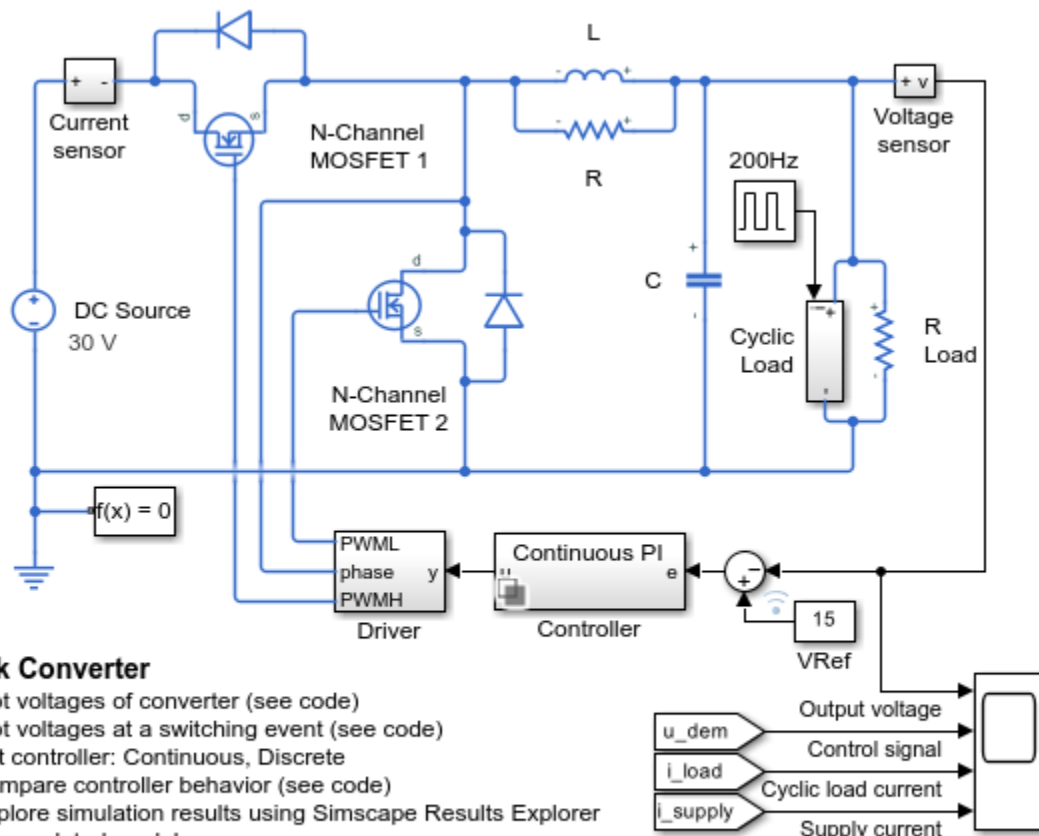 L
+ -
- +
Current
sensor
d
s
N-Channel
MOSFET 1
- +
R
+ v
Voltage
sensor
200Hz
+
-
DC Source
30 V
d
s
N-Channel
MOSFET 2
+
C
-
+
-
Cyclic
Load
+
-
R
Load
f(x) = 0
PWML
phase y
PWMH
Driver
Continuous PI
e
Controller
-
+
15
VRef
k Converter
ot voltages of converter (see code)
ot voltages at a switching event (see code)
t controller: Continuous, Discrete
mpare controller behavior (see code)
plore simulation results using Simscape Results Explorer
u_dem
i_load
i_supply
Output voltage
Control signal
Cyclic load current
Supply current